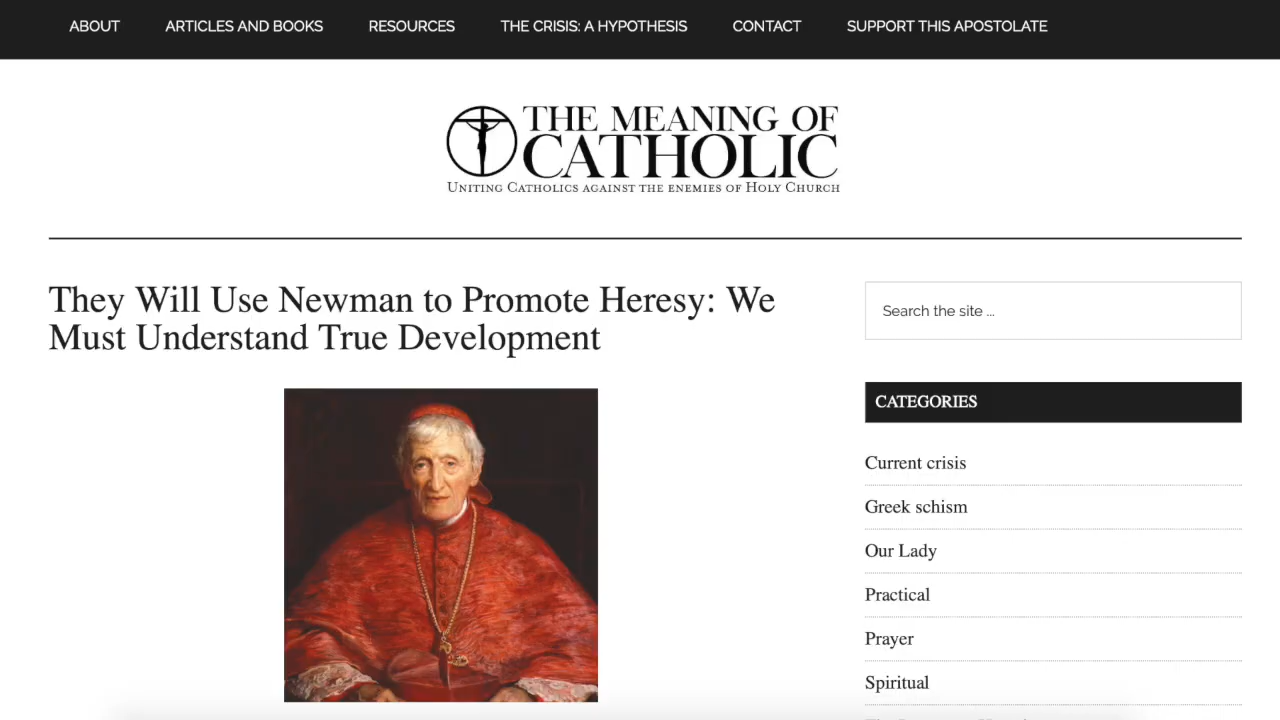 ABOUT ARTICLES AND BOOKS RESOURCES THE CRISIS: A HYPOTHESIS CONTACT SUPPORT THIS APOSTOLATE
THE MEANING OF
CATHOLIC
UNITING CATHOLICS AGAINST THE ENEMIES OF HOLY CHURCH
They Will Use Newman to Promote Heresy: We
Must Understand True Development
Search the site ...
CATEGORIES
Current crisis
Greek schism
Our Lady
Practical
Prayer
Spiritual